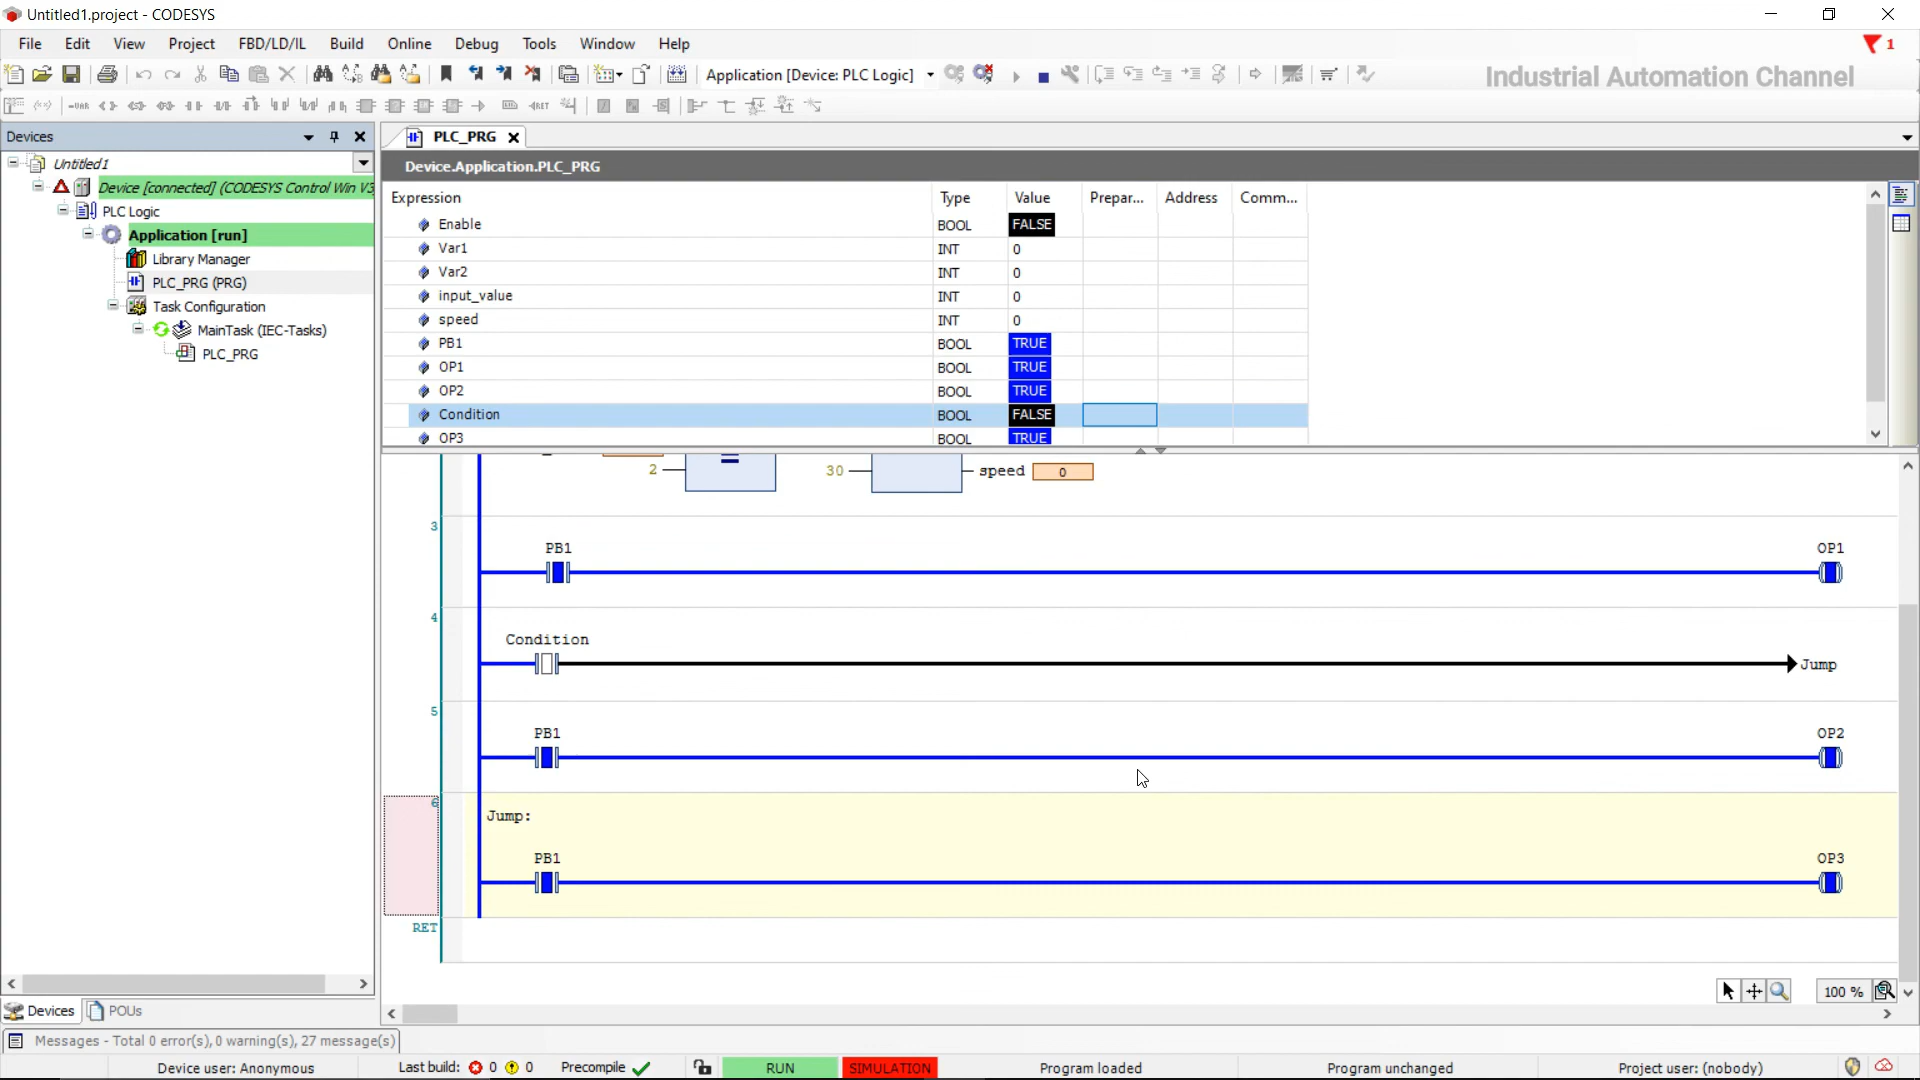 Untitled1.project - CODESYS
File Edit View Project FBD/LD/IL Build Online Debug Tools Window Help
1
Application [Device: PLC Logic]
Industrial Automation Channel
Devices
Untitled1
Device [connected] (CODESYS Control Win V3
PLC Logic
Application [run]
Library Manager
PLC_PRG (PRG)
Task Configuration
MainTask (IEC-Tasks)
PLC_PRG
PLC_PRG
Device.Application.PLC_PRG
Expression Type Value Prepar... Address Comm...
Enable BOOL FALSE
Var1 INT 0
Var2 INT 0
input_value INT 0
speed INT 0
PB1 BOOL TRUE
OP1 BOOL TRUE
OP2 BOOL TRUE
Condition BOOL FALSE
OP3 BOOL TRUE
2 30 speed 0
3
PB1 OP1
4
Condition
Jump
5
PB1 OP2
6
Jump:
PB1 OP3
RET
100 %
Devices POUs
Messages - Total 0 error(s), 0 warning(s), 27 message(s)
Device user: Anonymous Last build: 0 0 Precompile RUN SIMULATION Program loaded Program unchanged Project user: (nobody)